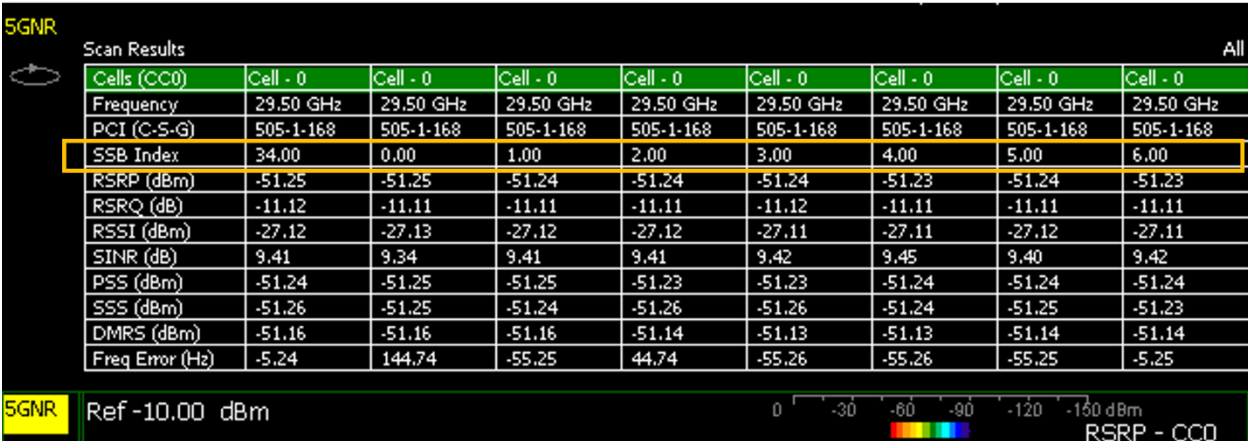 5GNR
Scan Results All
Cells (CC0) Cell - 0 Cell - 0 Cell - 0 Cell - 0 Cell - 0 Cell - 0 Cell - 0 Cell - 0
Frequency 29.50 GHz 29.50 GHz 29.50 GHz 29.50 GHz 29.50 GHz 29.50 GHz 29.50 GHz 29.50 GHz
PCI (C-S-G) 505-1-168 505-1-168 505-1-168 505-1-168 505-1-168 505-1-168 505-1-168 505-1-168
SSB Index 34.00 0.00 1.00 2.00 3.00 4.00 5.00 6.00
RSRP (dBm) -51.25 -51.25 -51.24 -51.24 -51.24 -51.23 -51.24 -51.23
RSRQ (dB) -11.12 -11.11 -11.11 -11.11 -11.12 -11.11 -11.11 -11.11
RSSI (dBm) -27.12 -27.13 -27.12 -27.12 -27.11 -27.11 -27.12 -27.11
SINR (dB) 9.41 9.34 9.41 9.41 9.42 9.45 9.40 9.42
PSS (dBm) -51.24 -51.25 -51.25 -51.23 -51.23 -51.24 -51.24 -51.24
SSS (dBm) -51.26 -51.25 -51.24 -51.26 -51.26 -51.24 -51.25 -51.23
DMRS (dBm) -51.16 -51.16 -51.16 -51.14 -51.13 -51.13 -51.14 -51.14
Freq Error (Hz) -5.24 144.74 -55.25 44.74 -55.26 -55.26 -55.25 -5.25
5GNR Ref -10.00 dBm 0 -30 -60 -90 -120 -150 dBm
RSRP - CC0